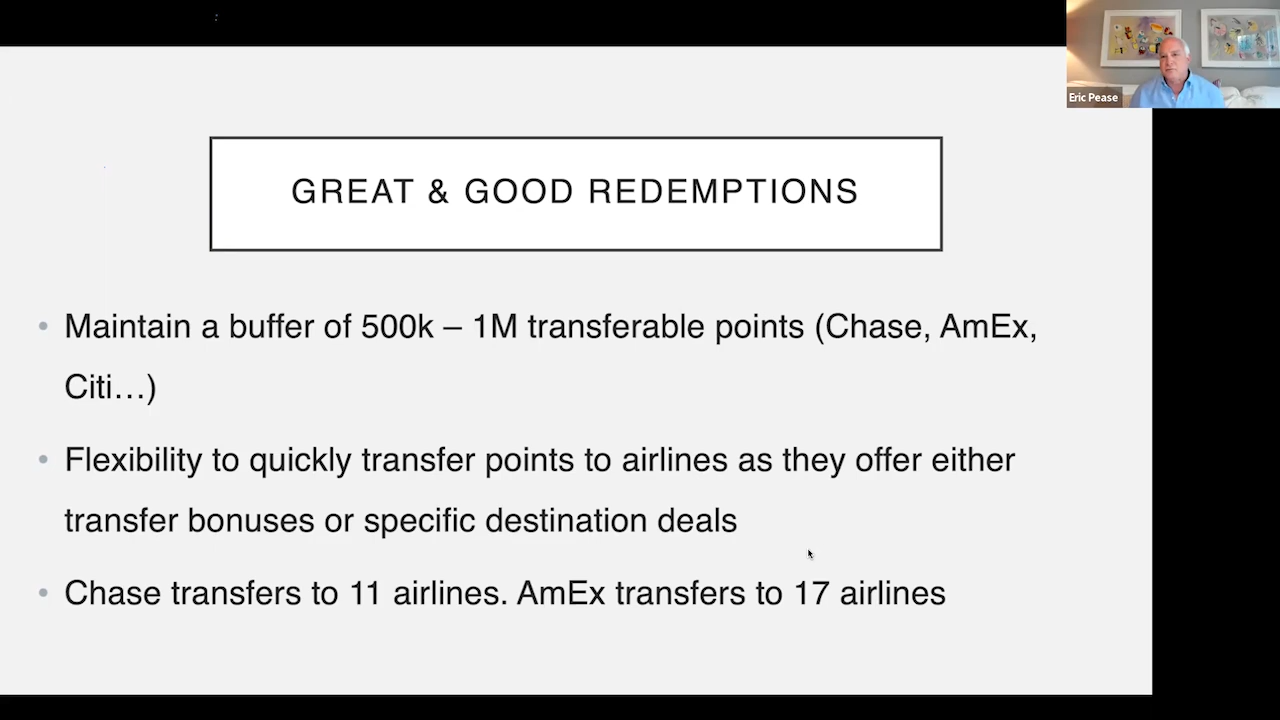 Eric Pease
GREAT & GOOD REDEMPTIONS
• Maintain a buffer of 500k – 1M transferable points (Chase, AmEx,
Citi…)
• Flexibility to quickly transfer points to airlines as they offer either
transfer bonuses or specific destination deals
• Chase transfers to 11 airlines. AmEx transfers to 17 airlines